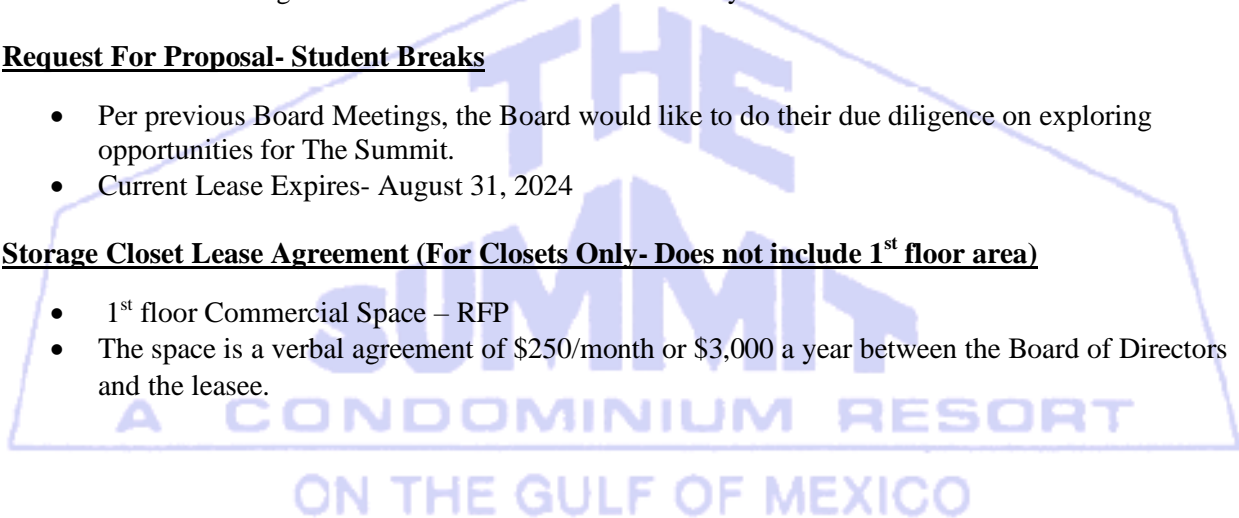 Request For Proposal- Student Breaks
• Per previous Board Meetings, the Board would like to do their due diligence on exploring
opportunities for The Summit.
• Current Lease Expires- August 31, 2024
Storage Closet Lease Agreement (For Closets Only- Does not include 1st floor area)
• 1st floor Commercial Space – RFP
• The space is a verbal agreement of $250/month or $3,000 a year between the Board of Directors
and the leasee.
THE
SUMMIT
A CONDOMINIUM RESORT
ON THE GULF OF MEXICO